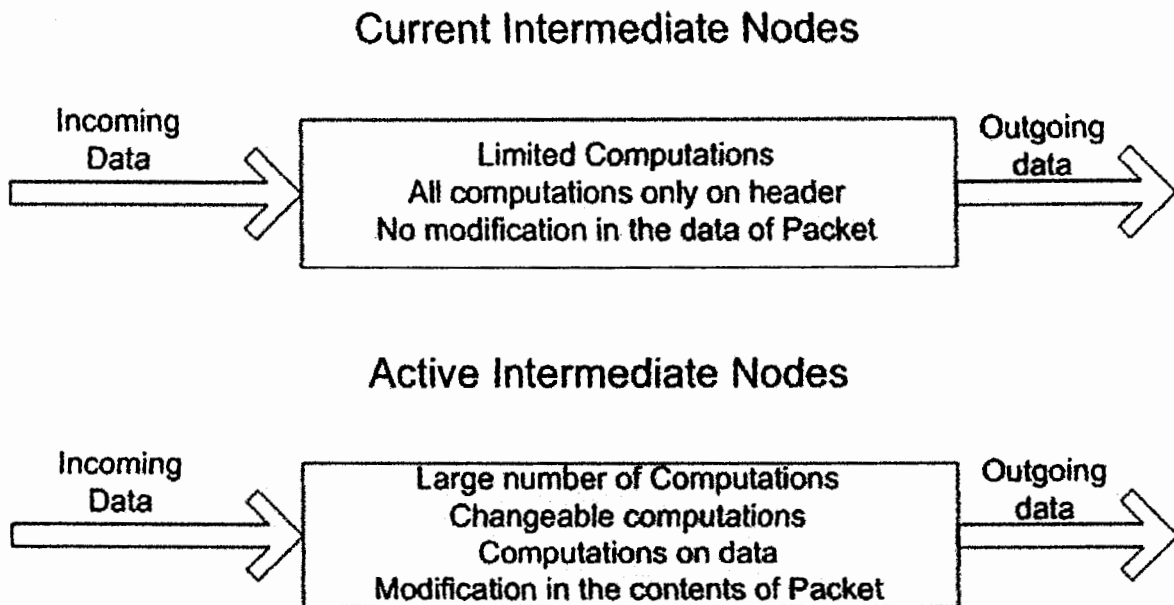 Current Intermediate Nodes
Incoming
Data
Limited Computations
All computations only on header
No modification in the data of Packet
Outgoing
data
Active Intermediate Nodes
Incoming
Data
Large number of Computations
Changeable computations
Computations on data
Modification in the contents of Packet
Outgoing
data